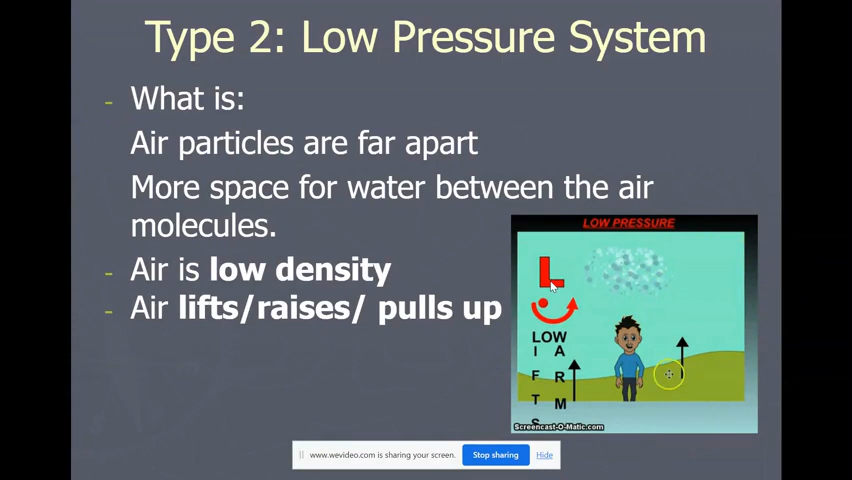 Type 2: Low Pressure System
- What is:
Air particles are far apart
More space for water between the air
molecules.
- Air is low density
- Air lifts/raises/ pulls up
LOW PRESSURE
L
LOW
I A
F R
T M
S
Screencast-O-Matic.com
www.wevideo.com is sharing your screen.
Stop sharing
Hide